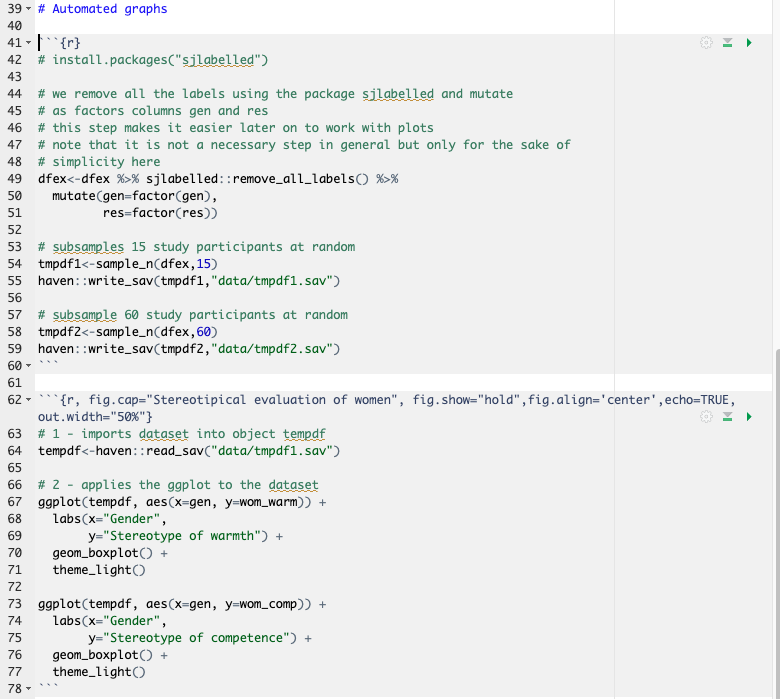 39 # Automated graphs
40
41 ```{r}
42 # install.packages("sjlabelled")
43
44 # we remove all the labels using the package sjlabelled and mutate
45 # as factors columns gen and res
46 # this step makes it easier later on to work with plots
47 # note that it is not a necessary step in general but only for the sake of
48 # simplicity here
49 dfex<-dfex %>% sjlabelled::remove_all_labels() %>%
50   mutate(gen=factor(gen),
51          res=factor(res))
52
53 # subsamples 15 study participants at random
54 tmpdf1<-sample_n(dfex,15)
55 haven::write_sav(tmpdf1,"data/tmpdf1.sav")
56
57 # subsample 60 study participants at random
58 tmpdf2<-sample_n(dfex,60)
59 haven::write_sav(tmpdf2,"data/tmpdf2.sav")
60 ```
61
62 ```{r, fig.cap="Stereotipical evaluation of women", fig.show="hold",fig.align='center',echo=TRUE,
out.width="50%"}
63 # 1 - imports dataset into object tempdf
64 tempdf<-haven::read_sav("data/tmpdf1.sav")
65
66 # 2 - applies the ggplot to the dataset
67 ggplot(tempdf, aes(x=gen, y=wom_warm)) +
68   labs(x="Gender",
69        y="Stereotype of warmth") +
70   geom_boxplot() +
71   theme_light()
72
73 ggplot(tempdf, aes(x=gen, y=wom_comp)) +
74   labs(x="Gender",
75        y="Stereotype of competence") +
76   geom_boxplot() +
77   theme_light()
78 ```